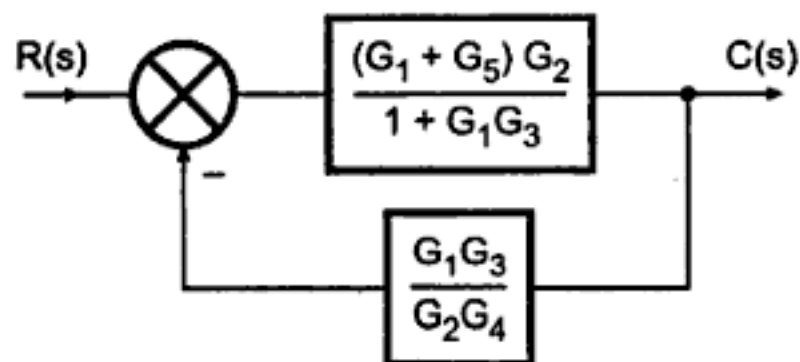 R(s)
(G₁ + G₅) G₂
1 + G₁G₃
C(s)
–
G₁G₃
G₂G₄